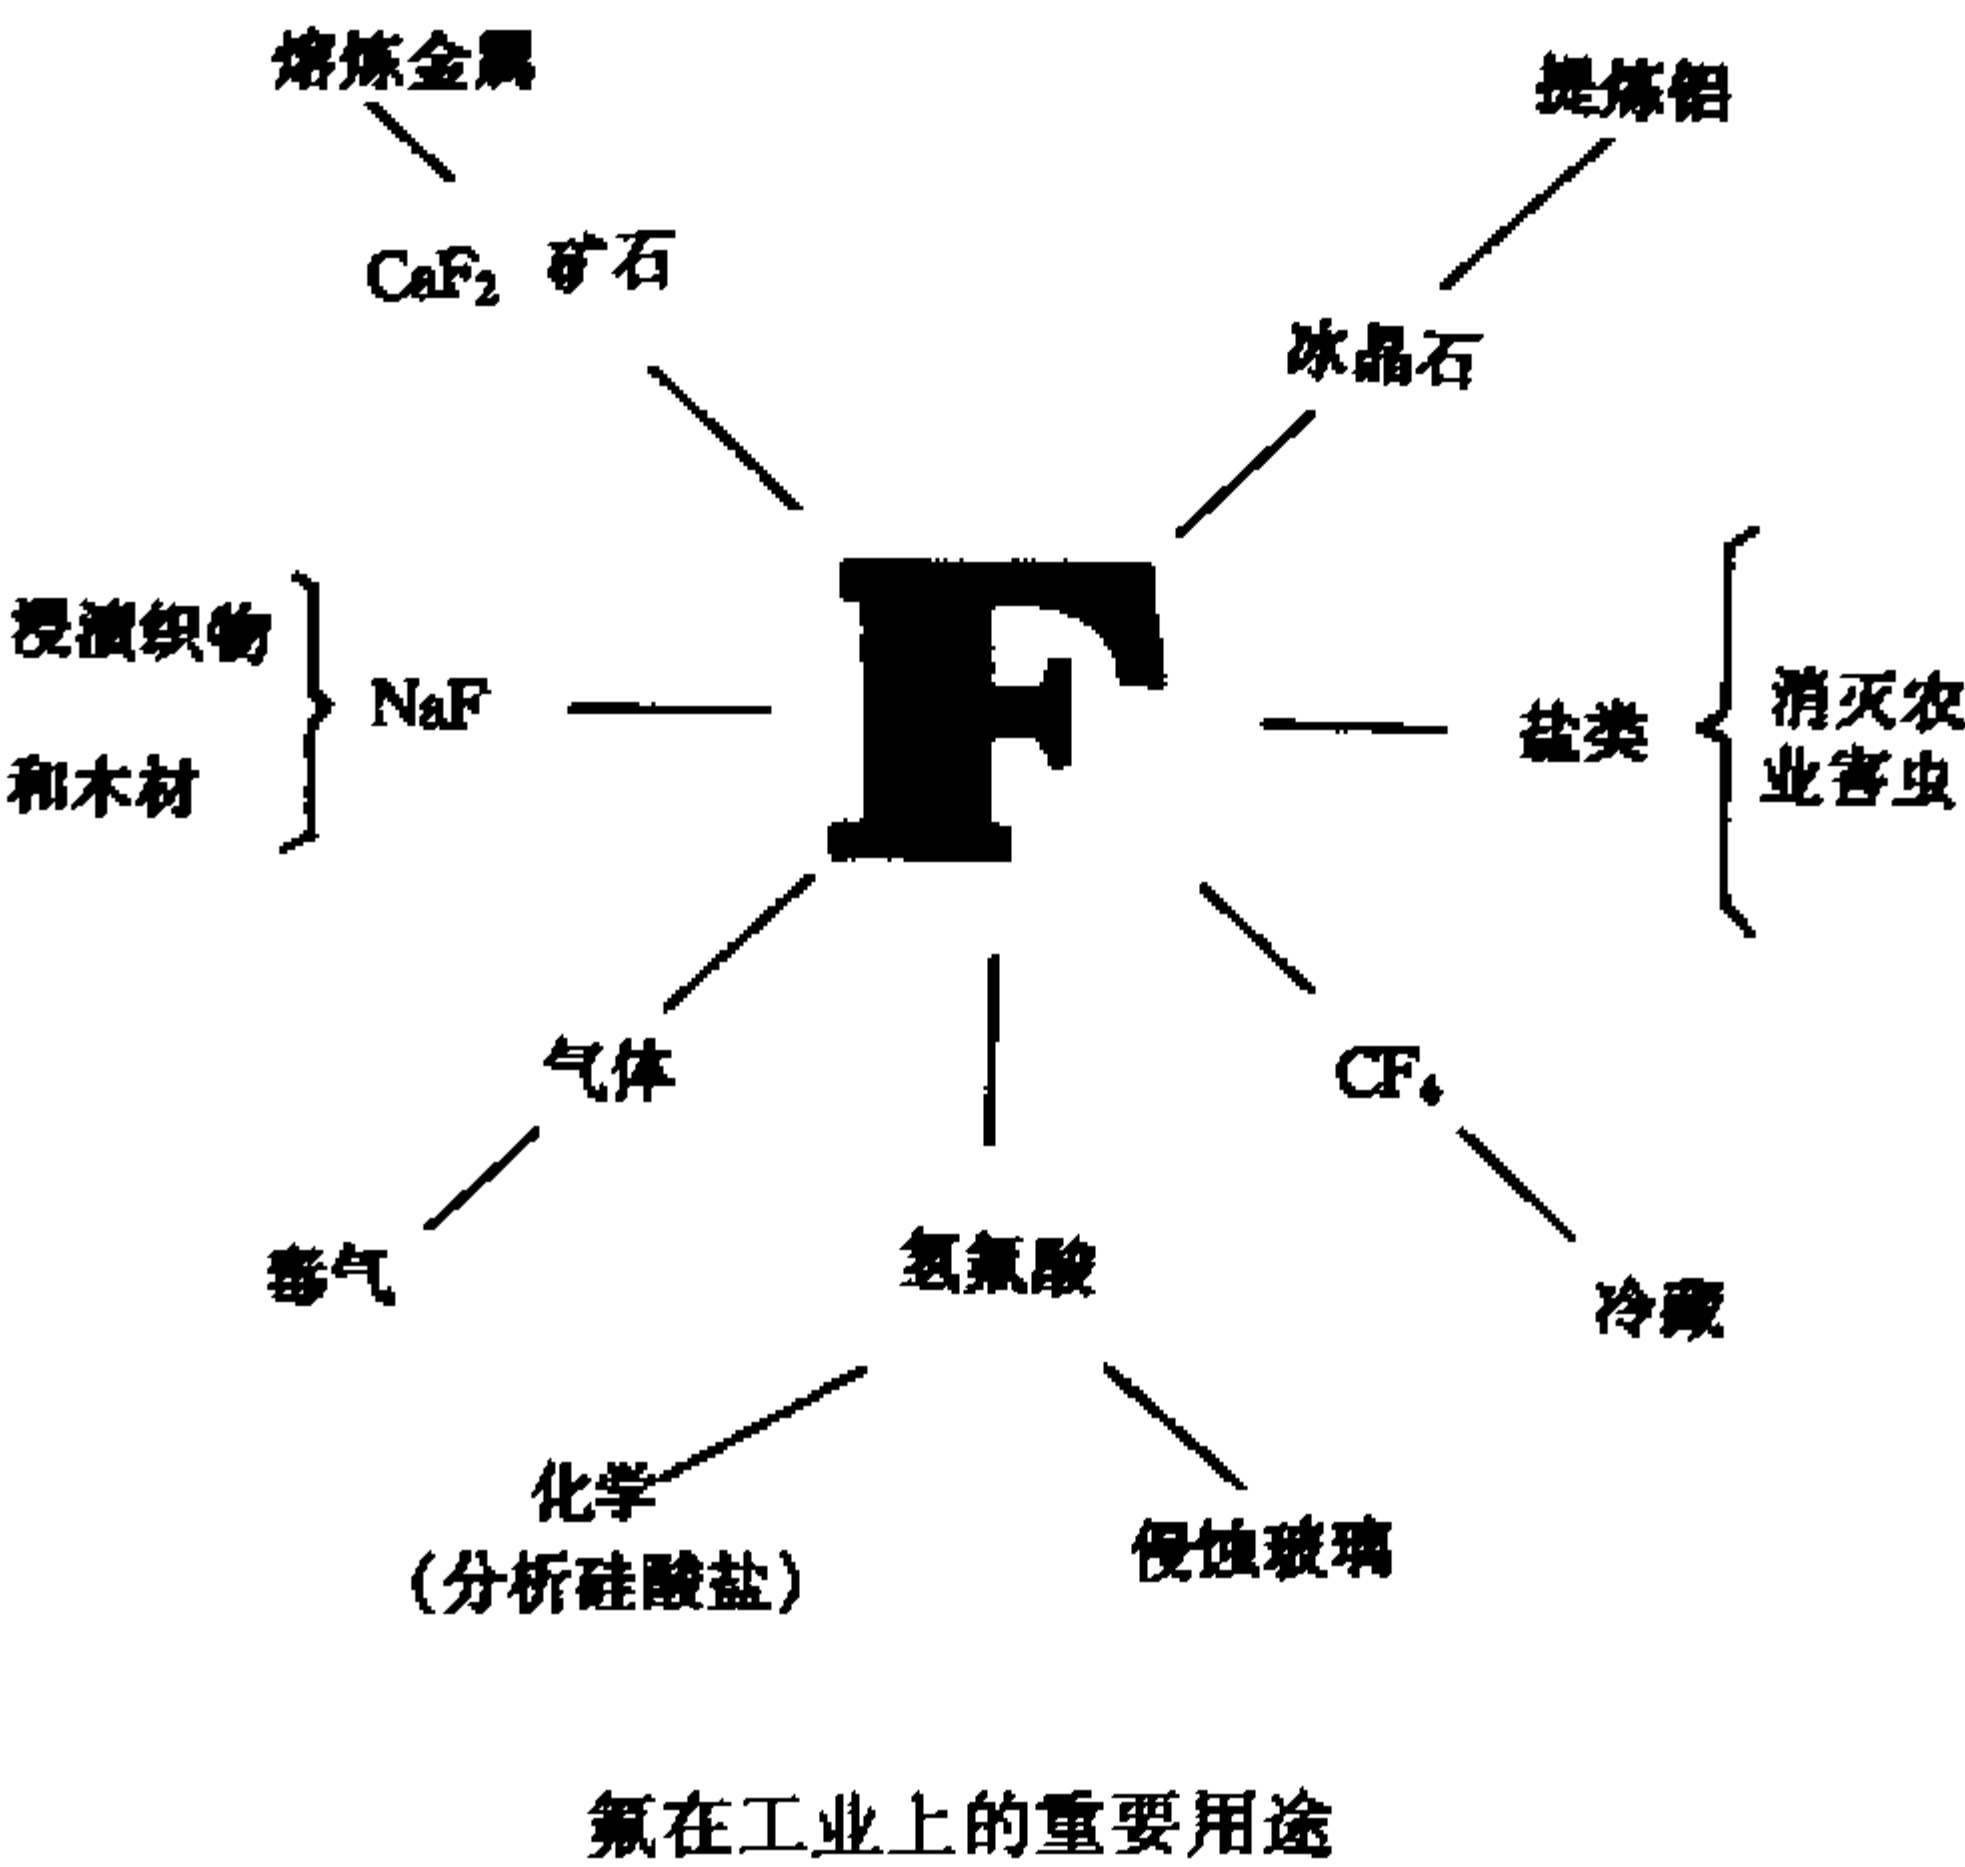 熔炼金属
提炼铝
CaF₂ 矿石
冰晶石
浸渍织物
和木材
NaF
F
盐类
消灭农
业害虫
气体
CF₄
毒气
氢氟酸
冷藏
化学
(分析硅酸盐)
侵蚀玻璃
氟在工业上的重要用途